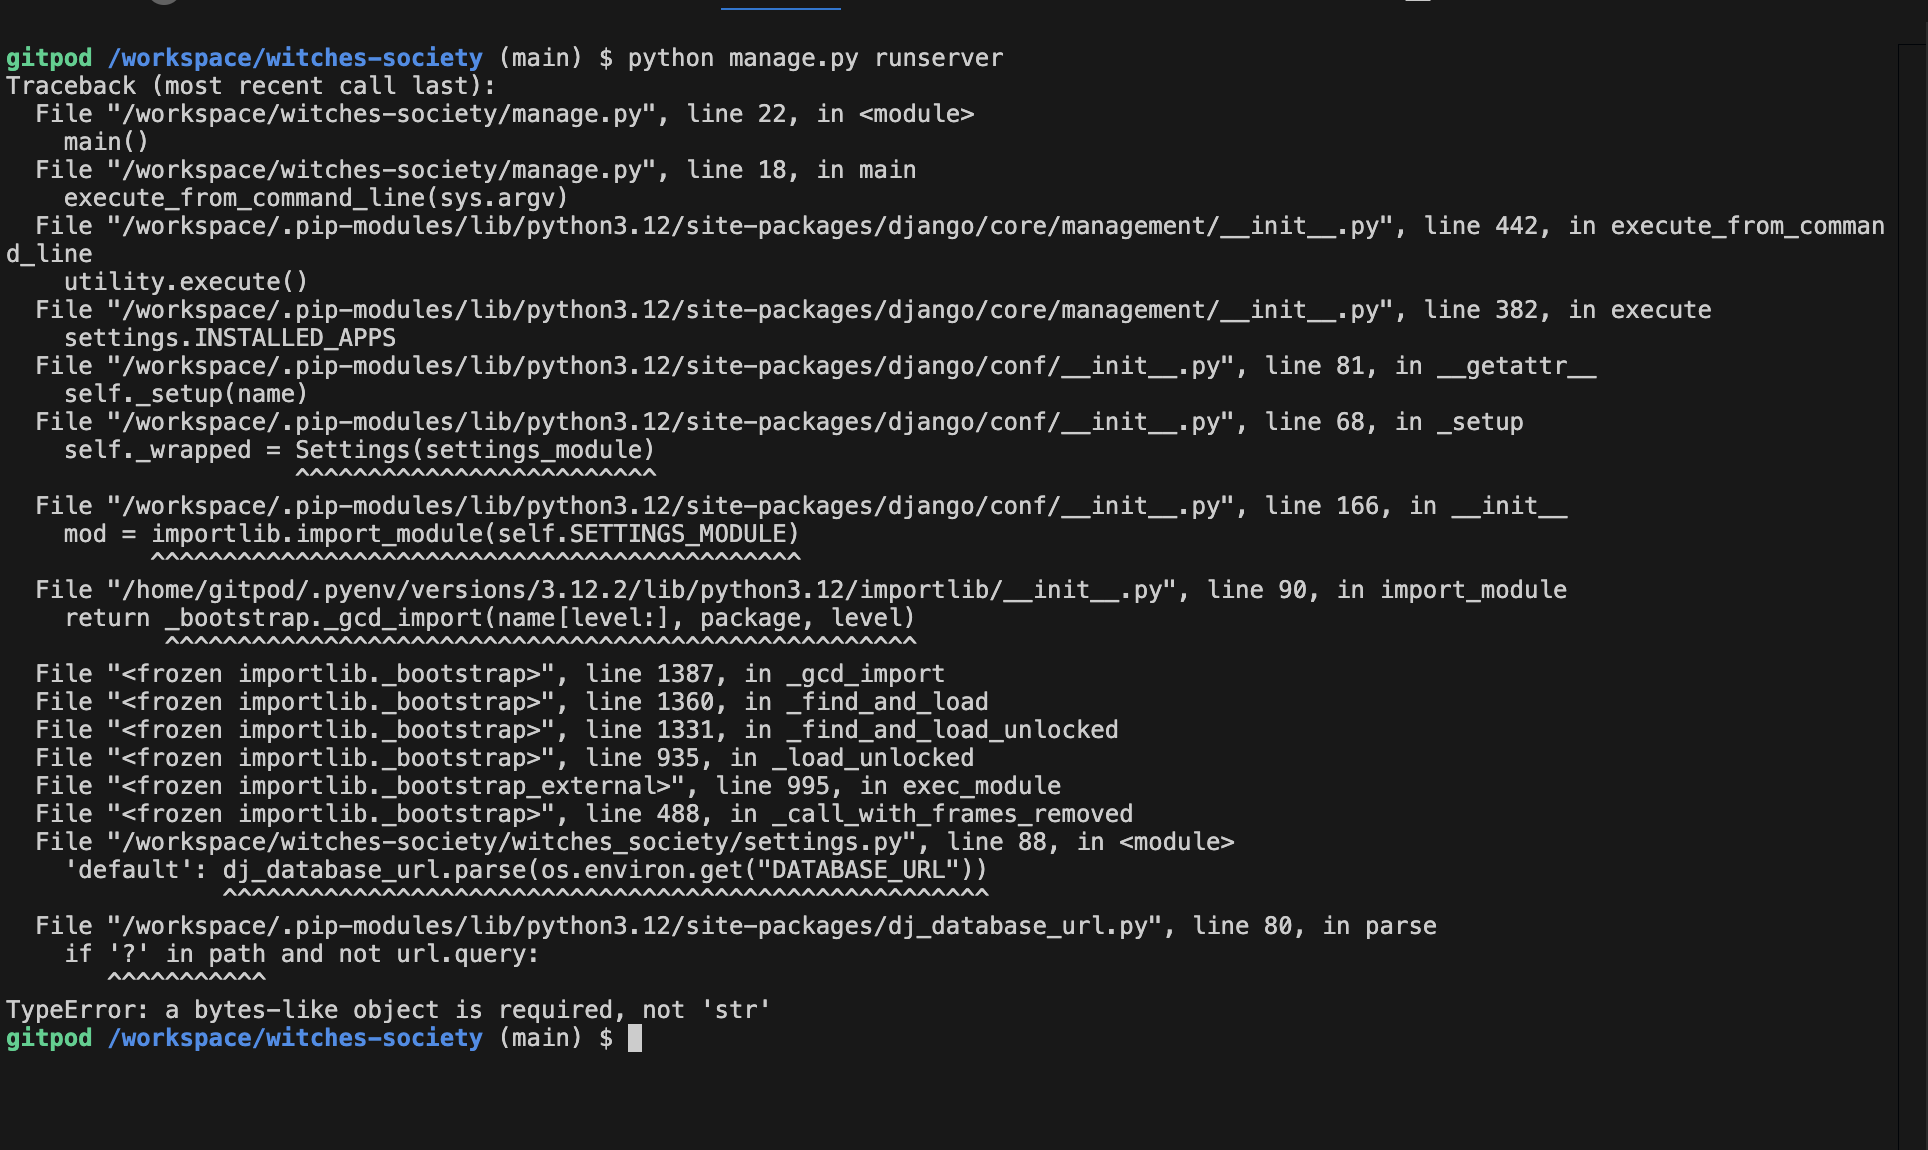 gitpod /workspace/witches-society (main) $ python manage.py runserver
Traceback (most recent call last):
  File "/workspace/witches-society/manage.py", line 22, in <module>
    main()
  File "/workspace/witches-society/manage.py", line 18, in main
    execute_from_command_line(sys.argv)
  File "/workspace/.pip-modules/lib/python3.12/site-packages/django/core/management/__init__.py", line 442, in execute_from_comman
d_line
    utility.execute()
  File "/workspace/.pip-modules/lib/python3.12/site-packages/django/core/management/__init__.py", line 382, in execute
    settings.INSTALLED_APPS
  File "/workspace/.pip-modules/lib/python3.12/site-packages/django/conf/__init__.py", line 81, in __getattr__
    self._setup(name)
  File "/workspace/.pip-modules/lib/python3.12/site-packages/django/conf/__init__.py", line 68, in _setup
    self._wrapped = Settings(settings_module)
                    ^^^^^^^^^^^^^^^^^^^^^^^^^
  File "/workspace/.pip-modules/lib/python3.12/site-packages/django/conf/__init__.py", line 166, in __init__
    mod = importlib.import_module(self.SETTINGS_MODULE)
          ^^^^^^^^^^^^^^^^^^^^^^^^^^^^^^^^^^^^^^^^^^^^^
  File "/home/gitpod/.pyenv/versions/3.12.2/lib/python3.12/importlib/__init__.py", line 90, in import_module
    return _bootstrap._gcd_import(name[level:], package, level)
           ^^^^^^^^^^^^^^^^^^^^^^^^^^^^^^^^^^^^^^^^^^^^^^^^^^^^
  File "<frozen importlib._bootstrap>", line 1387, in _gcd_import
  File "<frozen importlib._bootstrap>", line 1360, in _find_and_load
  File "<frozen importlib._bootstrap>", line 1331, in _find_and_load_unlocked
  File "<frozen importlib._bootstrap>", line 935, in _load_unlocked
  File "<frozen importlib._bootstrap_external>", line 995, in exec_module
  File "<frozen importlib._bootstrap>", line 488, in _call_with_frames_removed
  File "/workspace/witches-society/witches_society/settings.py", line 88, in <module>
    'default': dj_database_url.parse(os.environ.get("DATABASE_URL"))
               ^^^^^^^^^^^^^^^^^^^^^^^^^^^^^^^^^^^^^^^^^^^^^^^^^^^^^
  File "/workspace/.pip-modules/lib/python3.12/site-packages/dj_database_url.py", line 80, in parse
    if '?' in path and not url.query:
       ^^^^^^^^^^^
TypeError: a bytes-like object is required, not 'str'
gitpod /workspace/witches-society (main) $